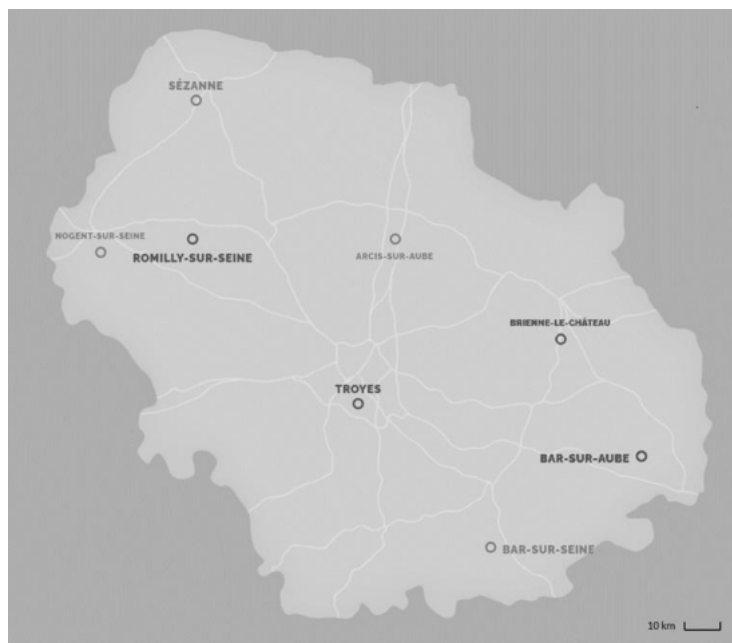 SÉZANNE
NOGENT-SUR-SEINE
ROMILLY-SUR-SEINE
ARCIS-SUR-AUBE
BRIENNE-LE-CHÂTEAU
TROYES
BAR-SUR-AUBE
BAR-SUR-SEINE
10 km